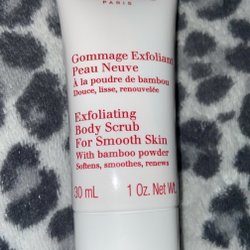 PARIS
Gommage Exfoliant
Peau Neuve
À la poudre de bambou
Douce, lisse, renouvelée
Exfoliating
Body Scrub
For Smooth Skin
With bamboo powder
Softens, smoothes, renews
30 mL 1 Oz. Net Wt.